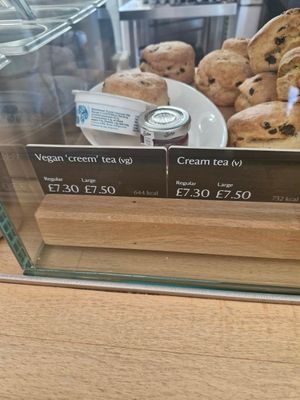 Vegan 'creem' tea (vg)
Regular Large
£7.30 £7.50 644 kcal
Cream tea (v)
Regular Large
£7.30 £7.50 732 kcal